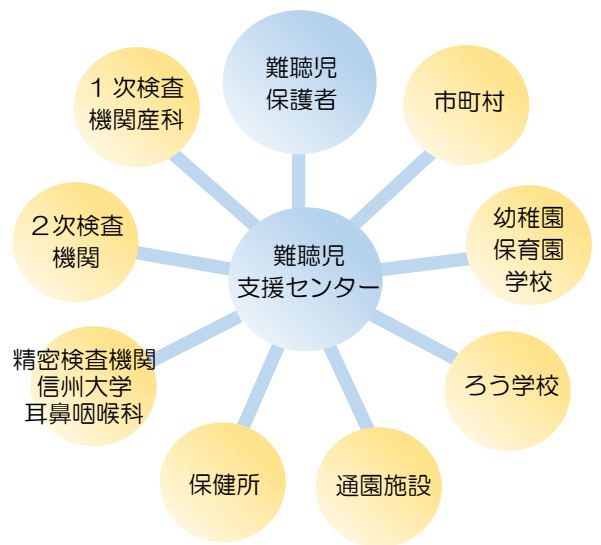 難聴児
保護者
市町村
幼稚園
保育園
学校
ろう学校
通園施設
保健所
精密検査機関
信州大学
耳鼻咽喉科
２次検査
機関
１次検査
機関産科
難聴児
支援センター